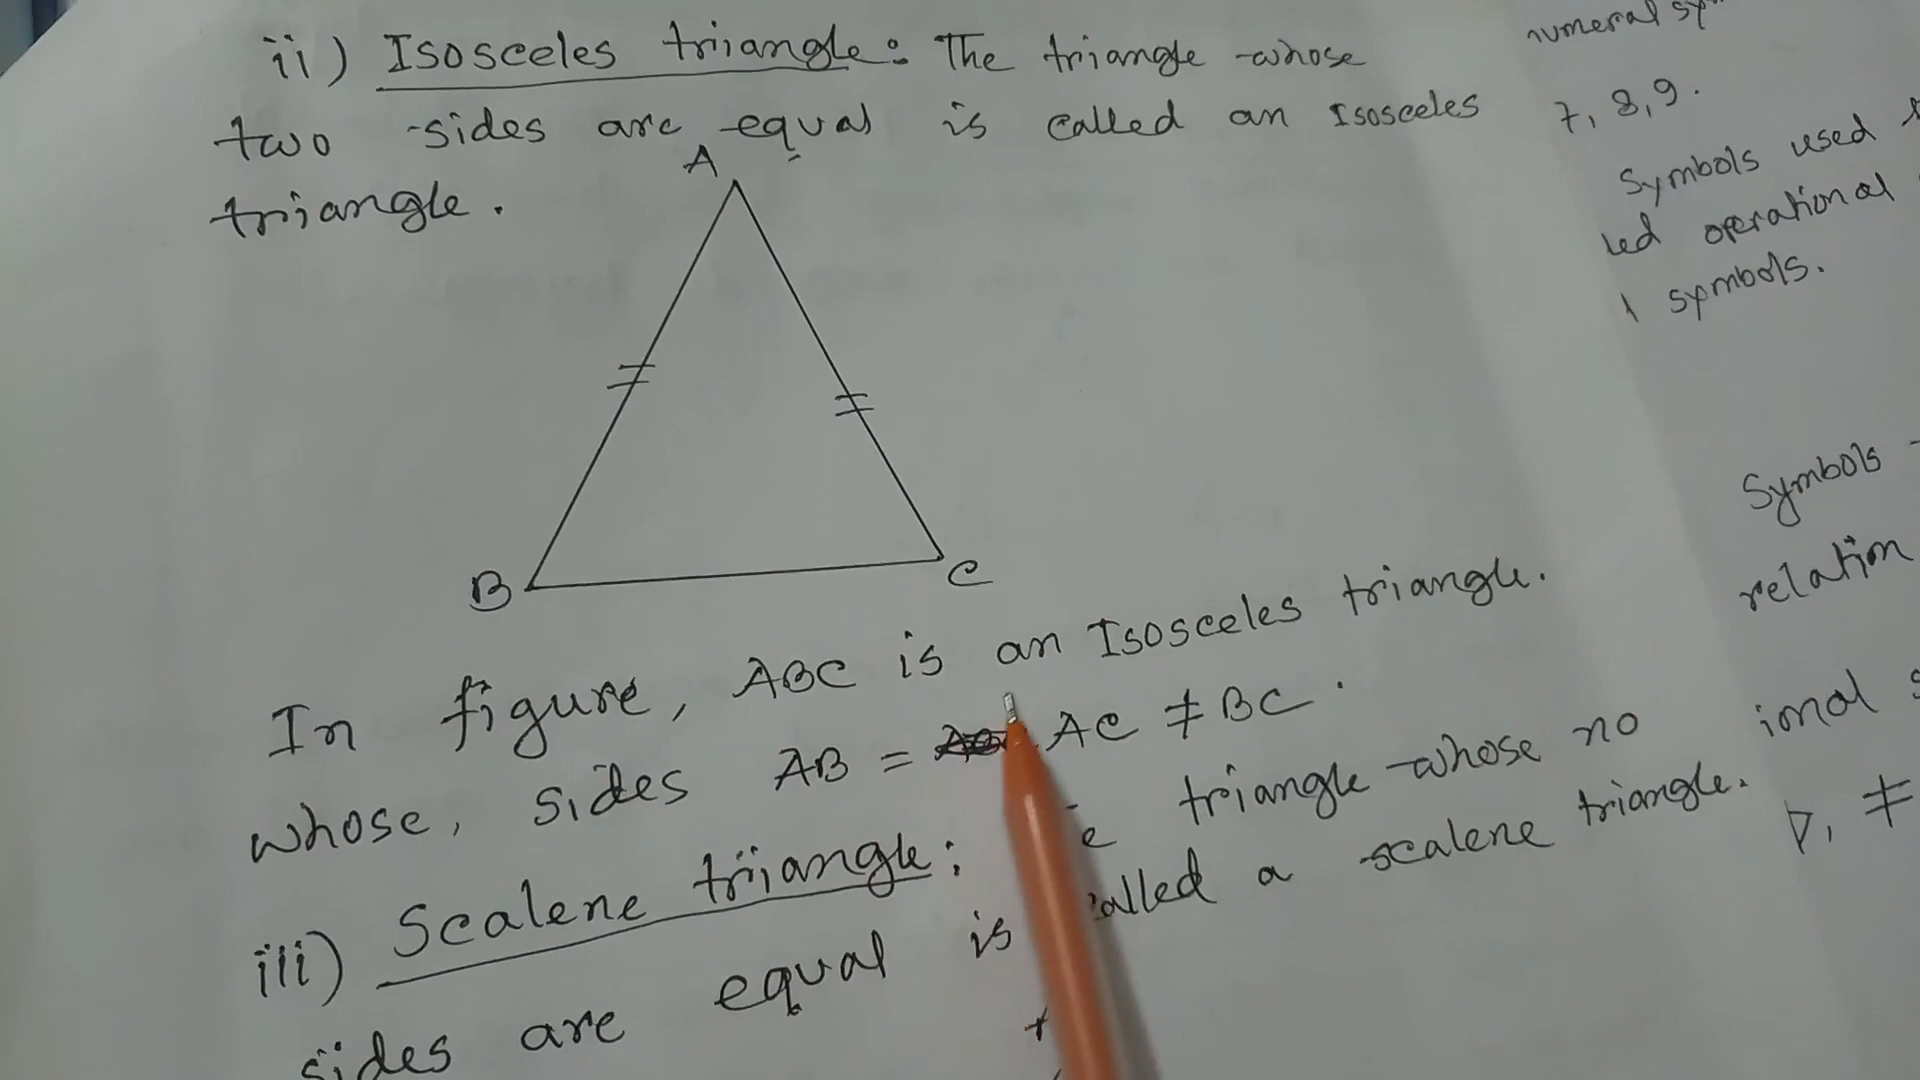 ii) Isosceles triangle: The triangle whose
two sides are equal is called an Isosceles
triangle.
A
B
C
In figure, ABC is an Isosceles triangle.
whose, sides AB = AC ≠ BC.
iii) Scalene triangle: triangle whose no
sides are equal is called a scalene triangle.
numeral
7, 8, 9.
Symbols used
operational
symbols.
Symbols
relation
≠